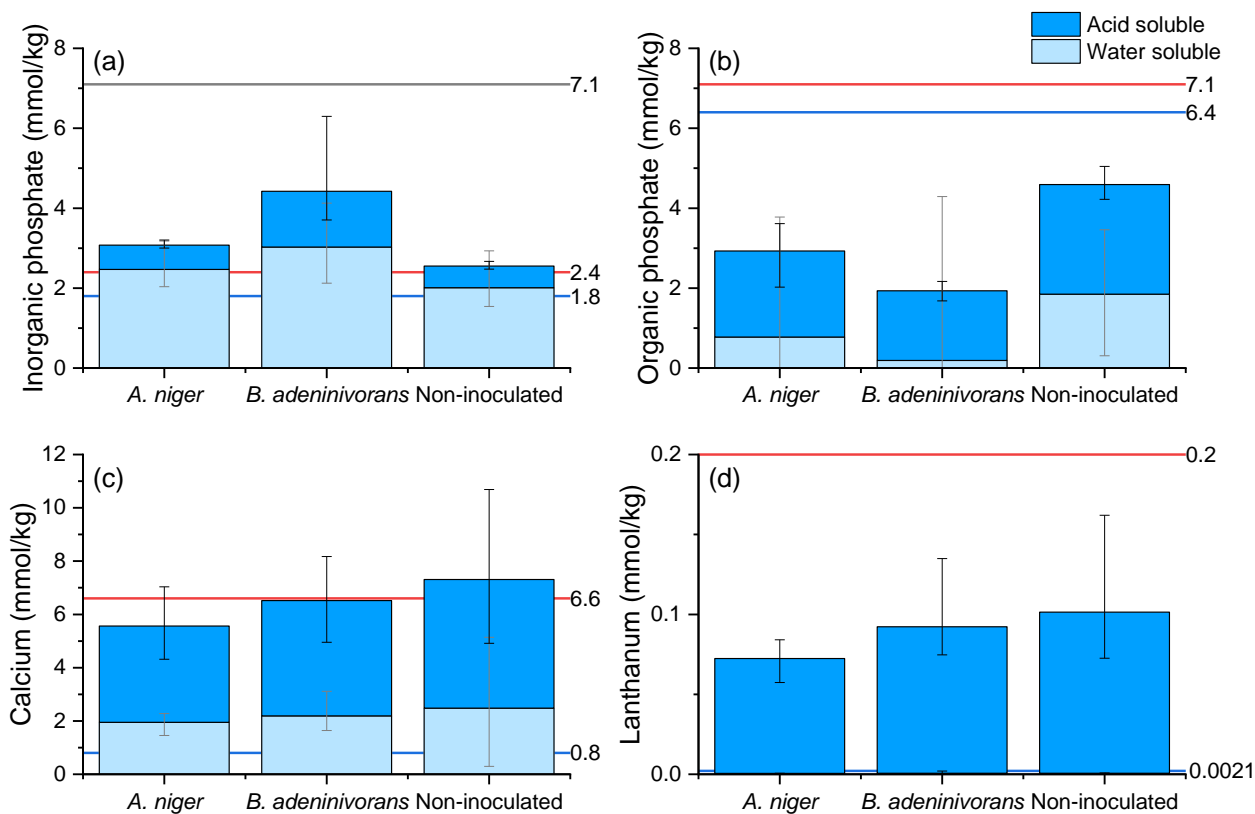 Acid soluble
Water soluble
(a)
Inorganic phosphate (mmol/kg)
8
6
4
2
0
7.1
2.4
1.8
A. niger
B. adeninivorans
Non-inoculated
(b)
Organic phosphate (mmol/kg)
8
6
4
2
0
7.1
6.4
A. niger
B. adeninivorans
Non-inoculated
(c)
Calcium (mmol/kg)
12
10
8
6
4
2
0
6.6
0.8
A. niger
B. adeninivorans
Non-inoculated
(d)
Lanthanum (mmol/kg)
0.2
0.1
0.0
0.2
0.0021
A. niger
B. adeninivorans
Non-inoculated